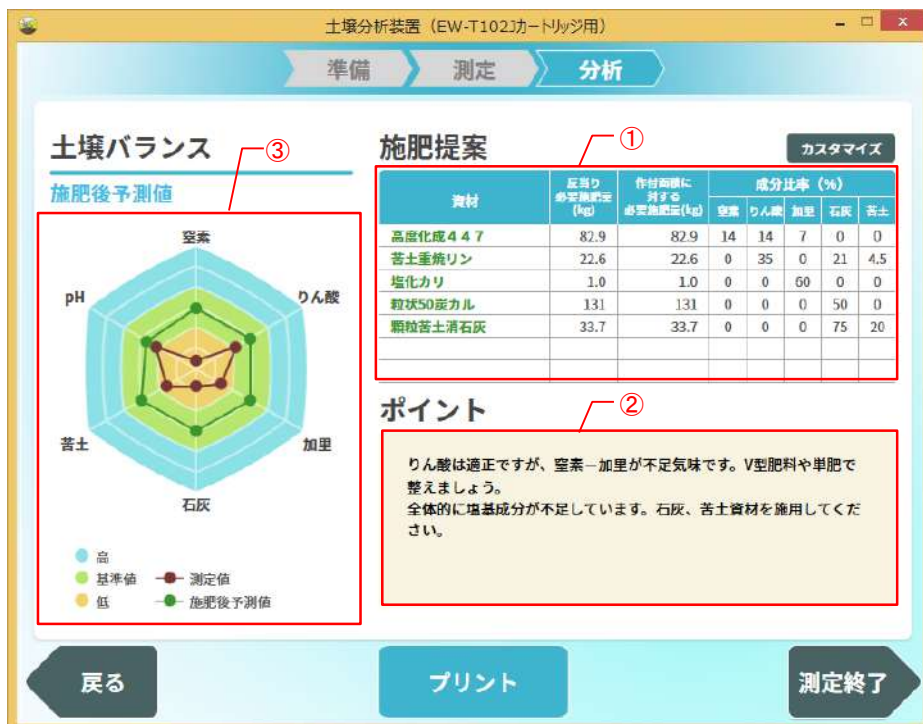 土壌分析装置（EW-T102Jカートリッジ用）
準備
測定
分析
土壌バランス
③
施肥後予測値
窒素
りん酸
加里
石灰
苦土
pH
高
基準値
測定値
低
施肥後予測値
施肥提案
①
カスタマイズ
資材 反当り必要施肥量(kg) 作付面積に対する必要施肥量(kg) 成分比率（%）
窒素 りん酸 加里 石灰 苦土
高度化成４４７ 82.9 82.9 14 14 7 0 0
苦土重焼リン 22.6 22.6 0 35 0 21 4.5
塩化カリ 1.0 1.0 0 0 60 0 0
粒状50炭カル 131 131 0 0 0 50 0
顆粒苦土消石灰 33.7 33.7 0 0 0 75 20
ポイント
②
りん酸は適正ですが、窒素－加里が不足気味です。V型肥料や単肥で
整えましょう。
全体的に塩基成分が不足しています。石灰、苦土資材を施用してくだ
さい。
戻る
プリント
測定終了